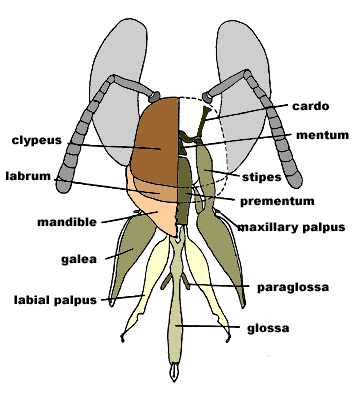 cardo
mentum
clypeus
labrum
stipes
prementum
mandible
maxillary palpus
galea
paraglossa
labial palpus
glossa